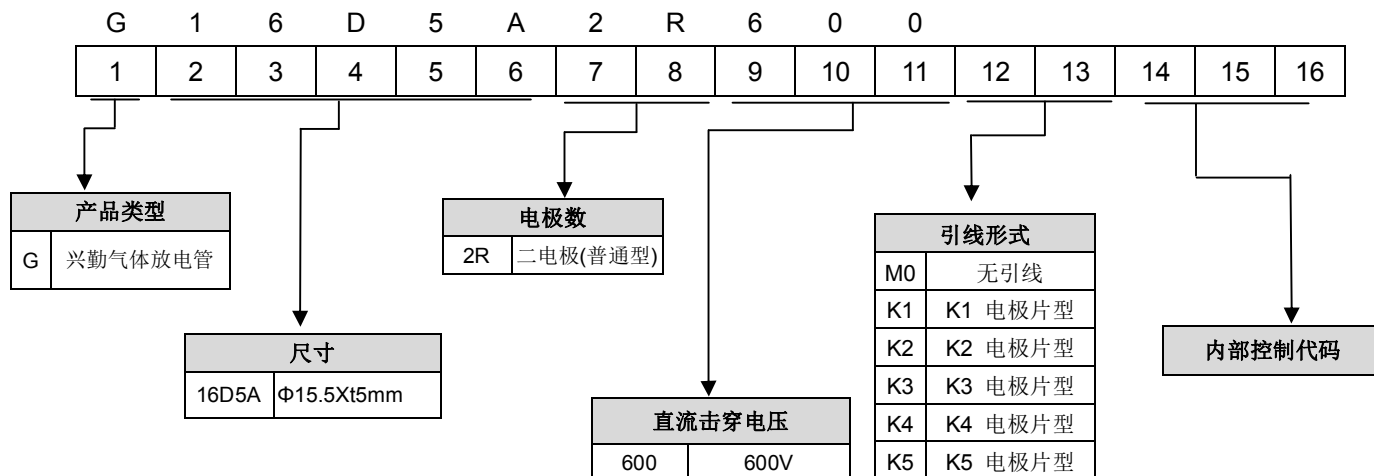 G 1 6 D 5 A 2 R 6 0 0
1 2 3 4 5 6 7 8 9 10 11 12 13 14 15 16
产品类型
G 兴勤气体放电管
尺寸
16D5A Φ15.5Xt5mm
电极数
2R 二电极(普通型)
直流击穿电压
600 600V
引线形式
M0 无引线
K1 K1 电极片型
K2 K2 电极片型
K3 K3 电极片型
K4 K4 电极片型
K5 K5 电极片型
内部控制代码